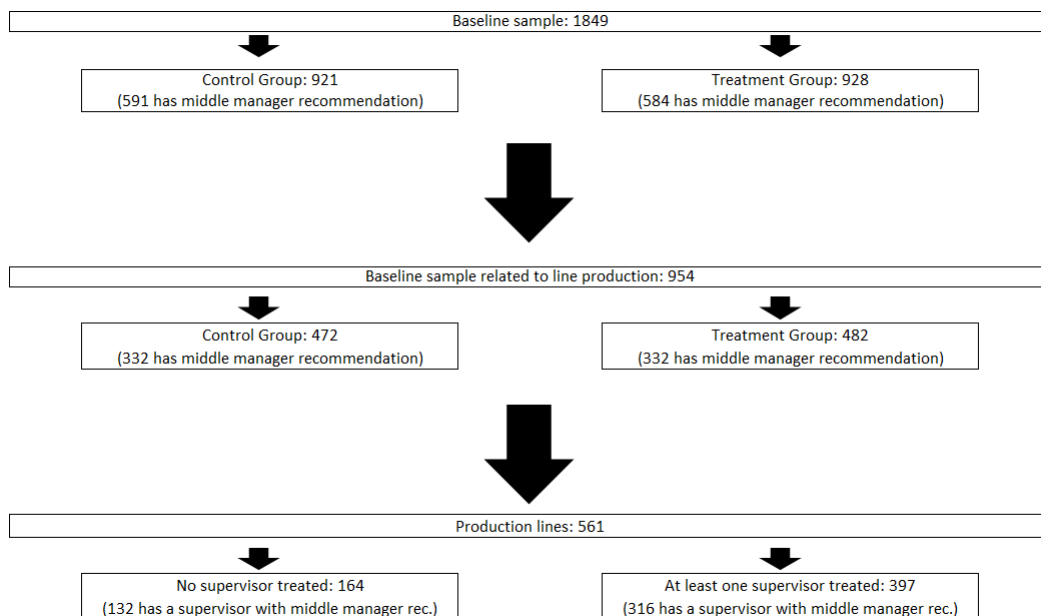 Baseline sample: 1849
Control Group: 921
(591 has middle manager recommendation)
Treatment Group: 928
(584 has middle manager recommendation)
Baseline sample related to line production: 954
Control Group: 472
(332 has middle manager recommendation)
Treatment Group: 482
(332 has middle manager recommendation)
Production lines: 561
No supervisor treated: 164
(132 has a supervisor with middle manager rec.)
At least one supervisor treated: 397
(316 has a supervisor with middle manager rec.)